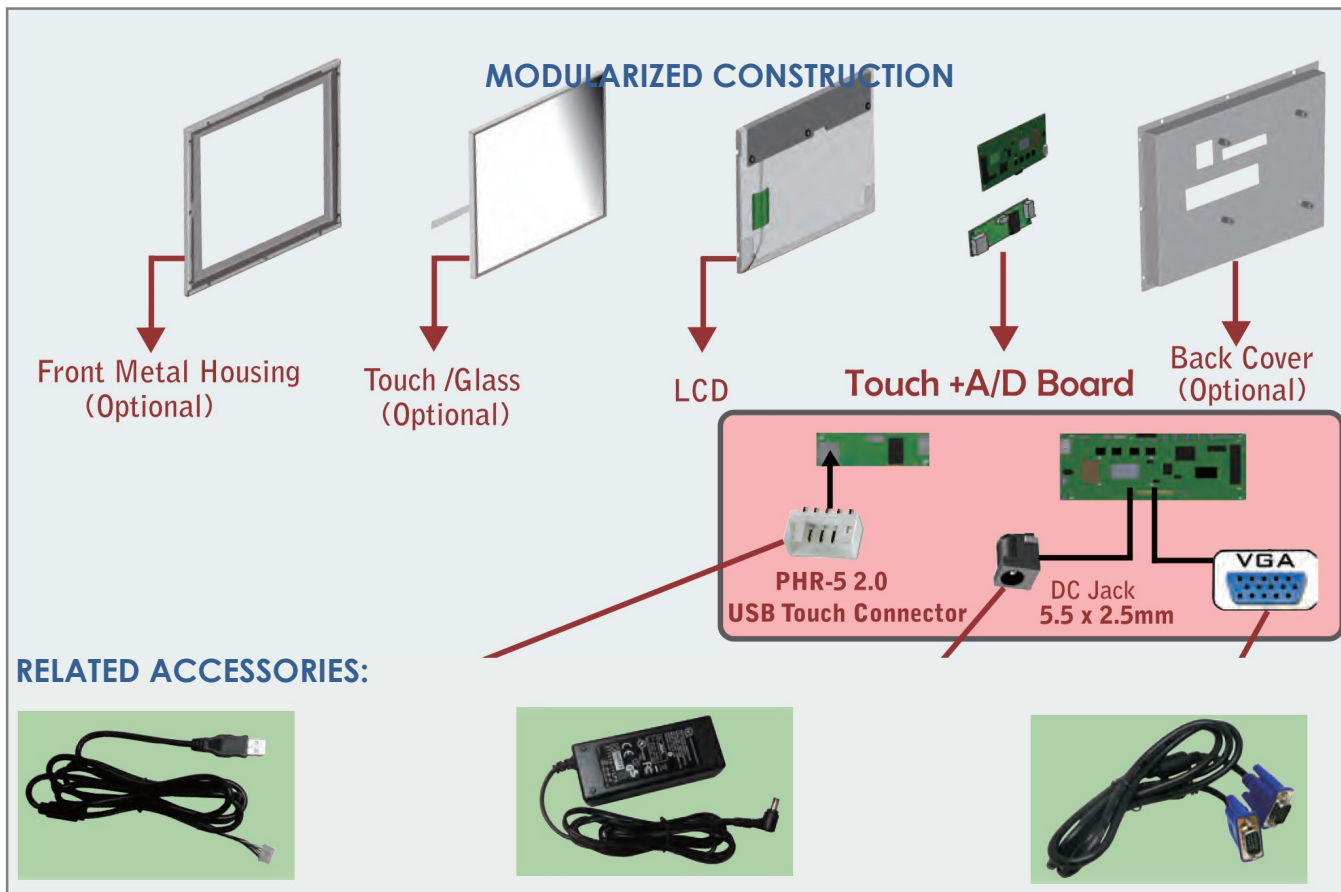 MODULARIZED CONSTRUCTION
Front Metal Housing
(Optional)
Touch /Glass
(Optional)
LCD
Touch +A/D Board
Back Cover
(Optional)
PHR-5 2.0
USB Touch Connector
DC Jack
5.5 x 2.5mm
VGA
RELATED ACCESSORIES: